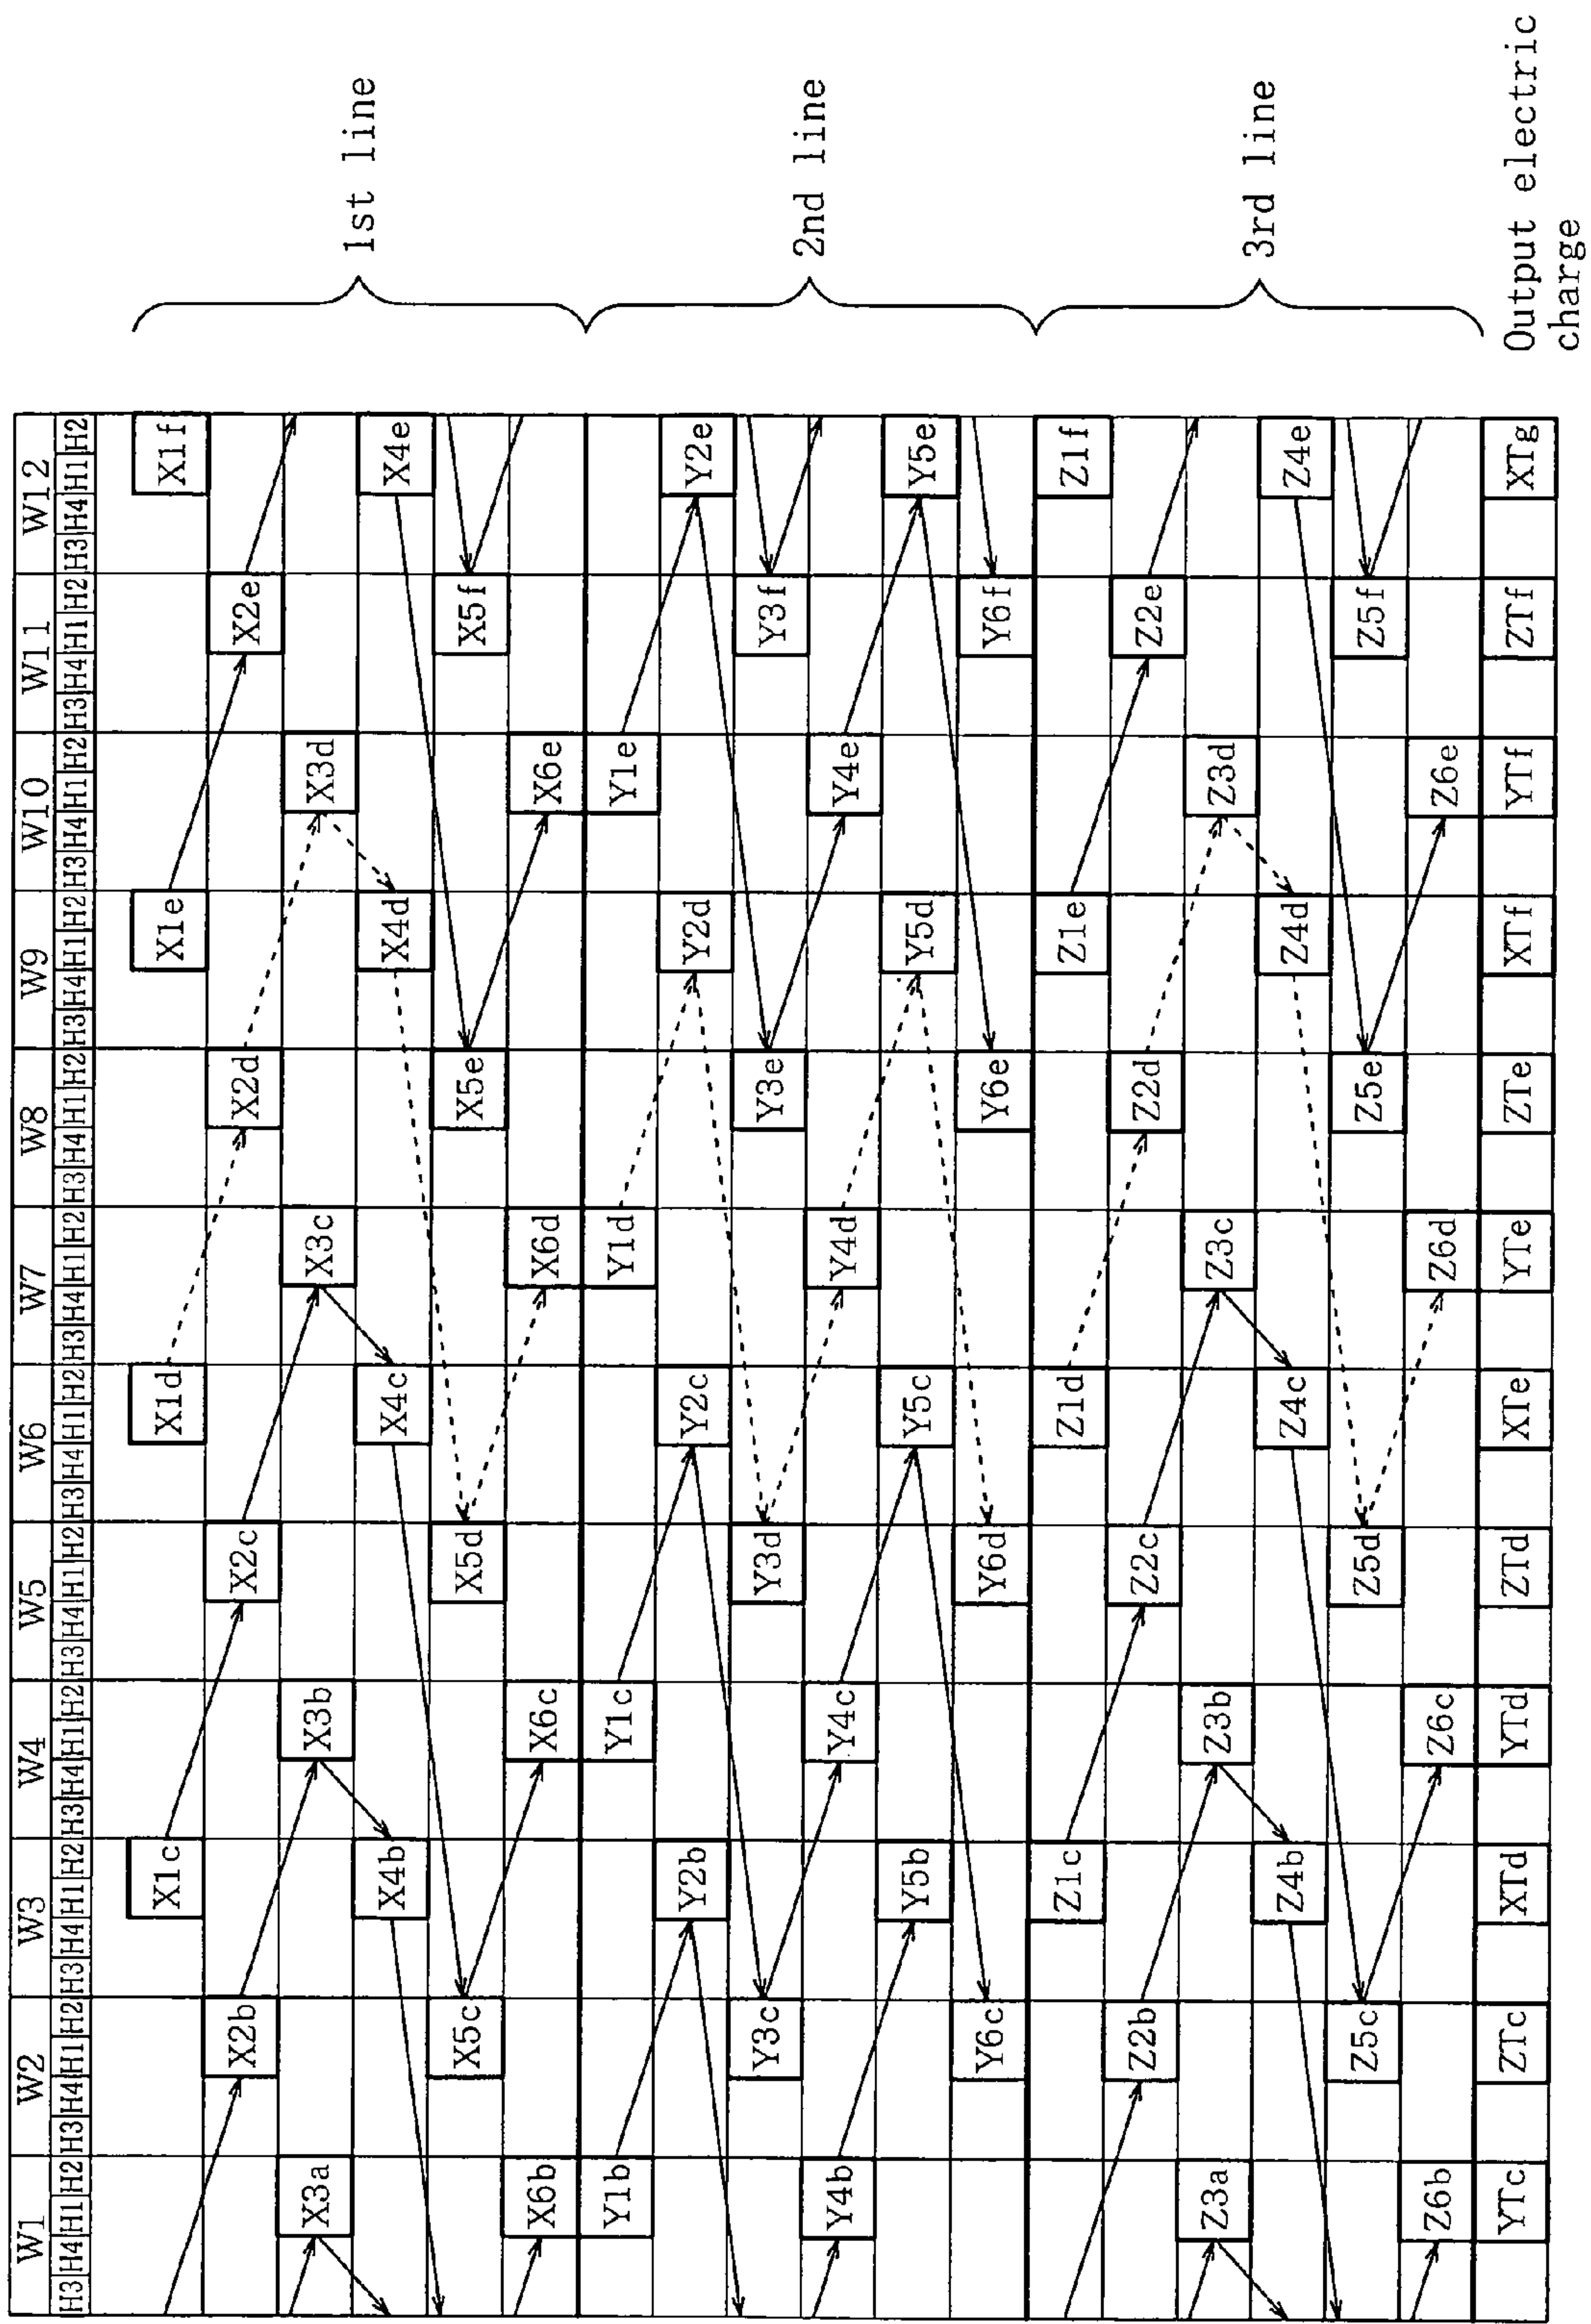 W1 W2 W3 W4 W5 W6 W7 W8 W9 W10 W11 W12
H3 H4 H1 H2 H3 H4 H1 H2 H3 H4 H1 H2 H3 H4 H1 H2 H3 H4 H1 H2 H3 H4 H1 H2 H3 H4 H1 H2 H3 H4 H1 H2 H3 H4 H1 H2 H3 H4 H1 H2 H3 H4 H1 H2 H3 H4 H1 H2
X1c X1d X1e X1f
X2b X2c X2d X2e
X3a X3b X3c X3d
1st line
X4b X4c X4d X4e
X5c X5d X5e X5f
X6b X6c X6d X6e
Y1b Y1c Y1d Y1e
Y2b Y2c Y2d Y2e
Y3c Y3d Y3e Y3f
2nd line
Y4b Y4c Y4d Y4e
Y5b Y5c Y5d Y5e
Y6c Y6d Y6e Y6f
Z1c Z1d Z1e Z1f
Z2b Z2c Z2d Z2e
Z3a Z3b Z3c Z3d
3rd line
Z4b Z4c Z4d Z4e
Z5c Z5d Z5e Z5f
Z6b Z6c Z6d Z6e
YTc ZTc XTd YTd ZTd XTe YTe ZTe XTf YTf ZTf XTg Output electric
charge